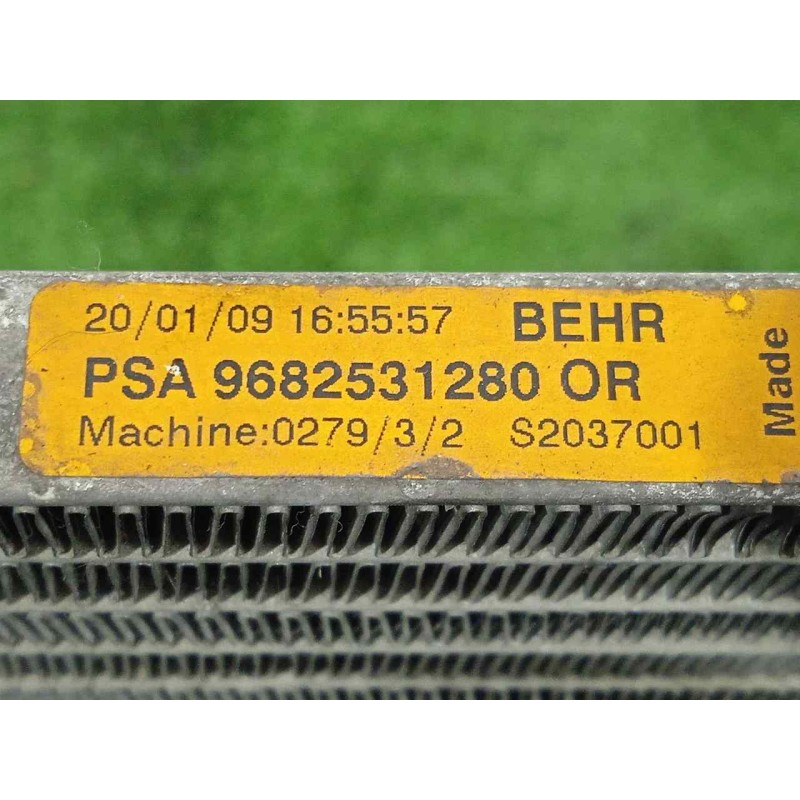 20/01/09 16:55:57 BEHR
PSA 9682531280 OR
Machine:0279/3/2 S2037001
Made